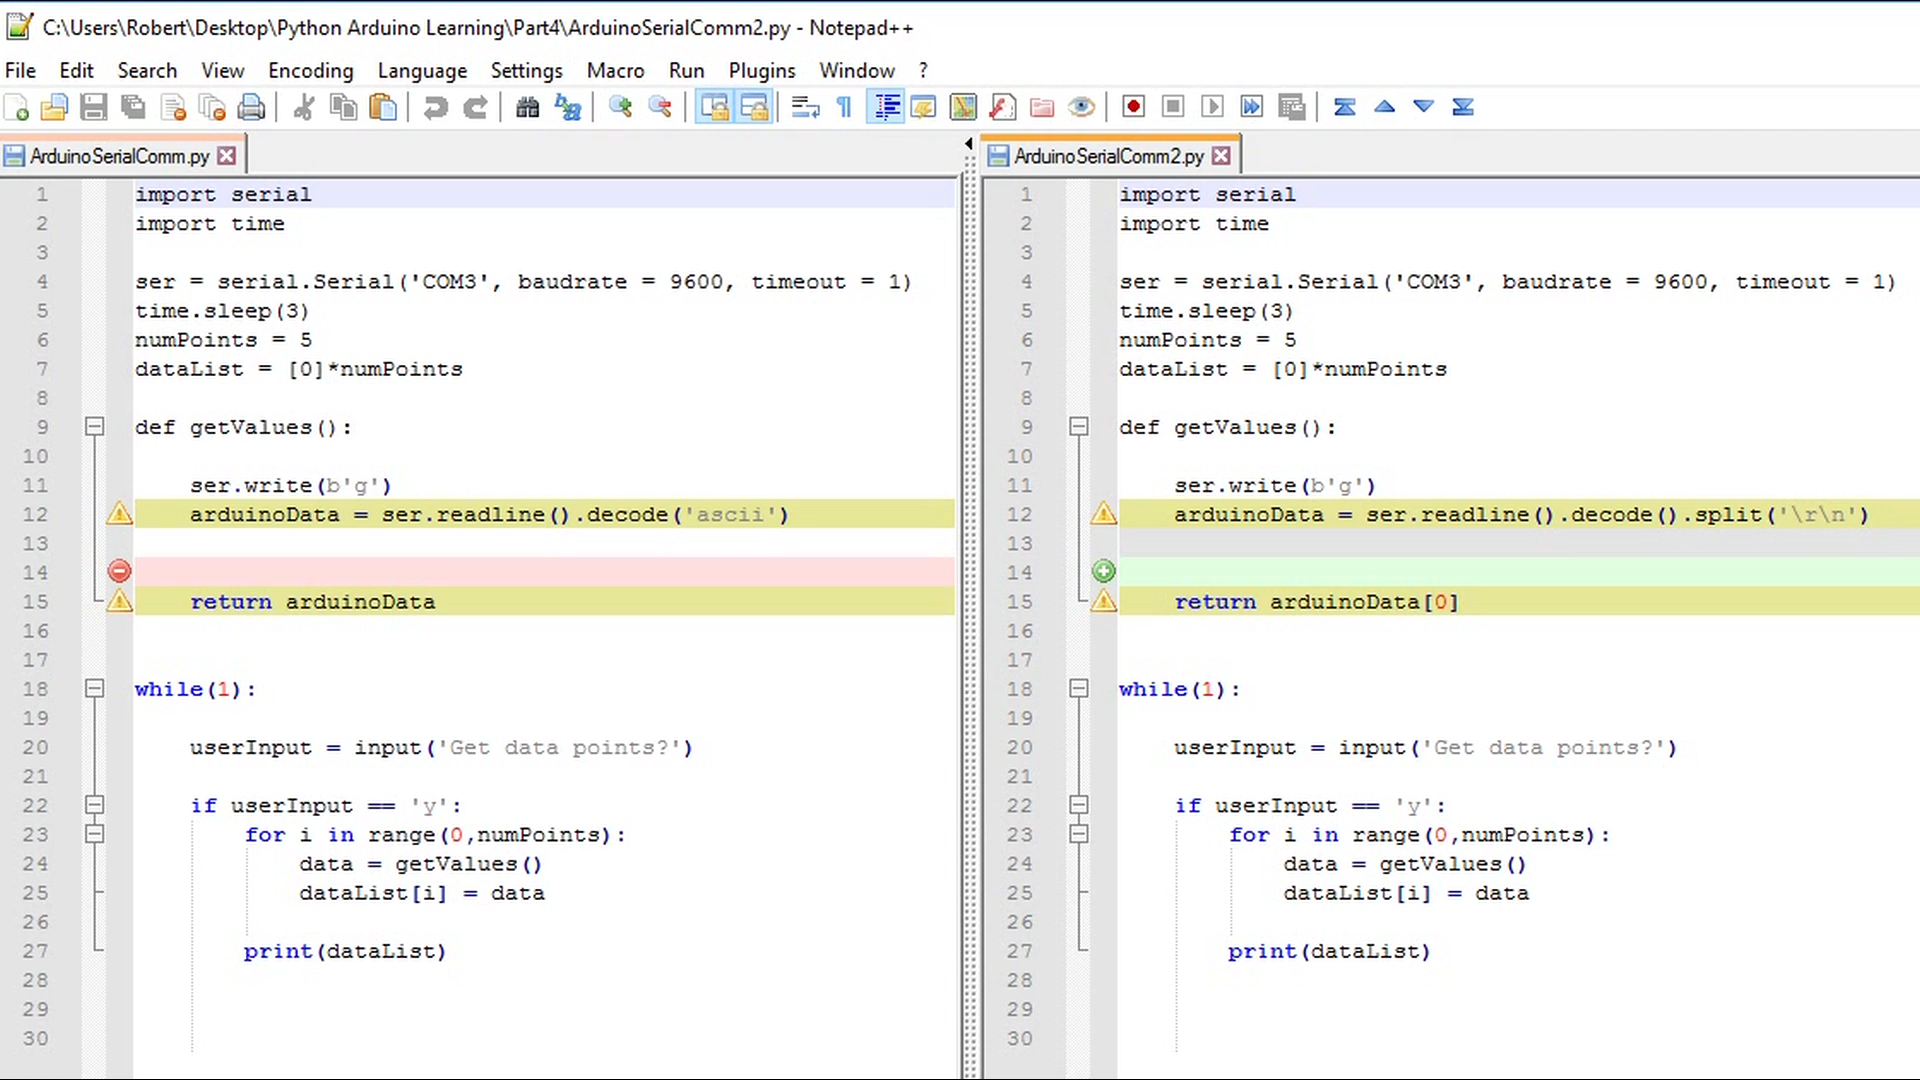 C:\Users\Robert\Desktop\Python Arduino Learning\Part4\ArduinoSerialComm2.py - Notepad++
File Edit Search View Encoding Language Settings Macro Run Plugins Window ?
ArduinoSerialComm.py
1 import serial
2 import time
3
4 ser = serial.Serial('COM3', baudrate = 9600, timeout = 1)
5 time.sleep(3)
6 numPoints = 5
7 dataList = [0]*numPoints
8
9 def getValues():
10
11     ser.write(b'g')
12     arduinoData = ser.readline().decode('ascii')
13
14
15     return arduinoData
16
17
18 while(1):
19
20     userInput = input('Get data points?')
21
22     if userInput == 'y':
23         for i in range(0,numPoints):
24             data = getValues()
25             dataList[i] = data
26
27         print(dataList)
28
29
30
ArduinoSerialComm2.py
1 import serial
2 import time
3
4 ser = serial.Serial('COM3', baudrate = 9600, timeout = 1)
5 time.sleep(3)
6 numPoints = 5
7 dataList = [0]*numPoints
8
9 def getValues():
10
11     ser.write(b'g')
12     arduinoData = ser.readline().decode().split('\r\n')
13
14
15     return arduinoData[0]
16
17
18 while(1):
19
20     userInput = input('Get data points?')
21
22     if userInput == 'y':
23         for i in range(0,numPoints):
24             data = getValues()
25             dataList[i] = data
26
27         print(dataList)
28
29
30